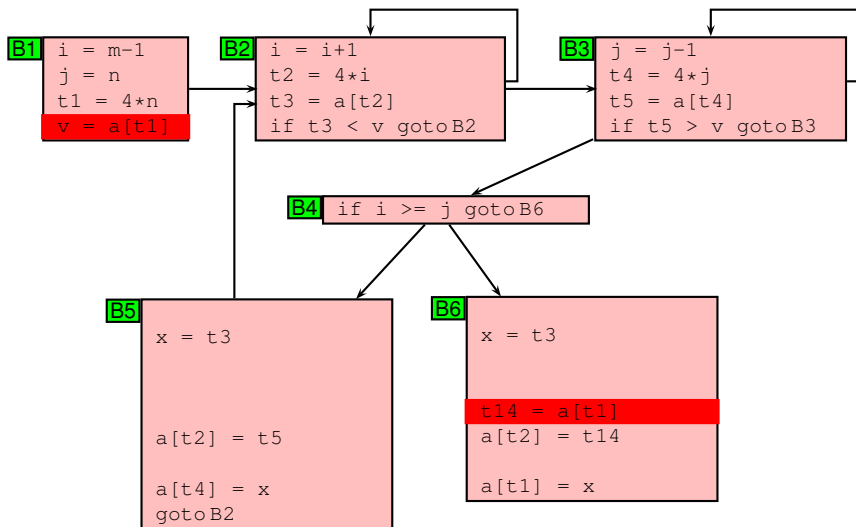 B1
i = m-1
j = n
t1 = 4*n
v = a[t1]
B2
i = i+1
t2 = 4*i
t3 = a[t2]
if t3 < v goto B2
B3
j = j-1
t4 = 4*j
t5 = a[t4]
if t5 > v goto B3
B4
if i >= j goto B6
B5
x = t3
a[t2] = t5
a[t4] = x
goto B2
B6
x = t3
t14 = a[t1]
a[t2] = t14
a[t1] = x